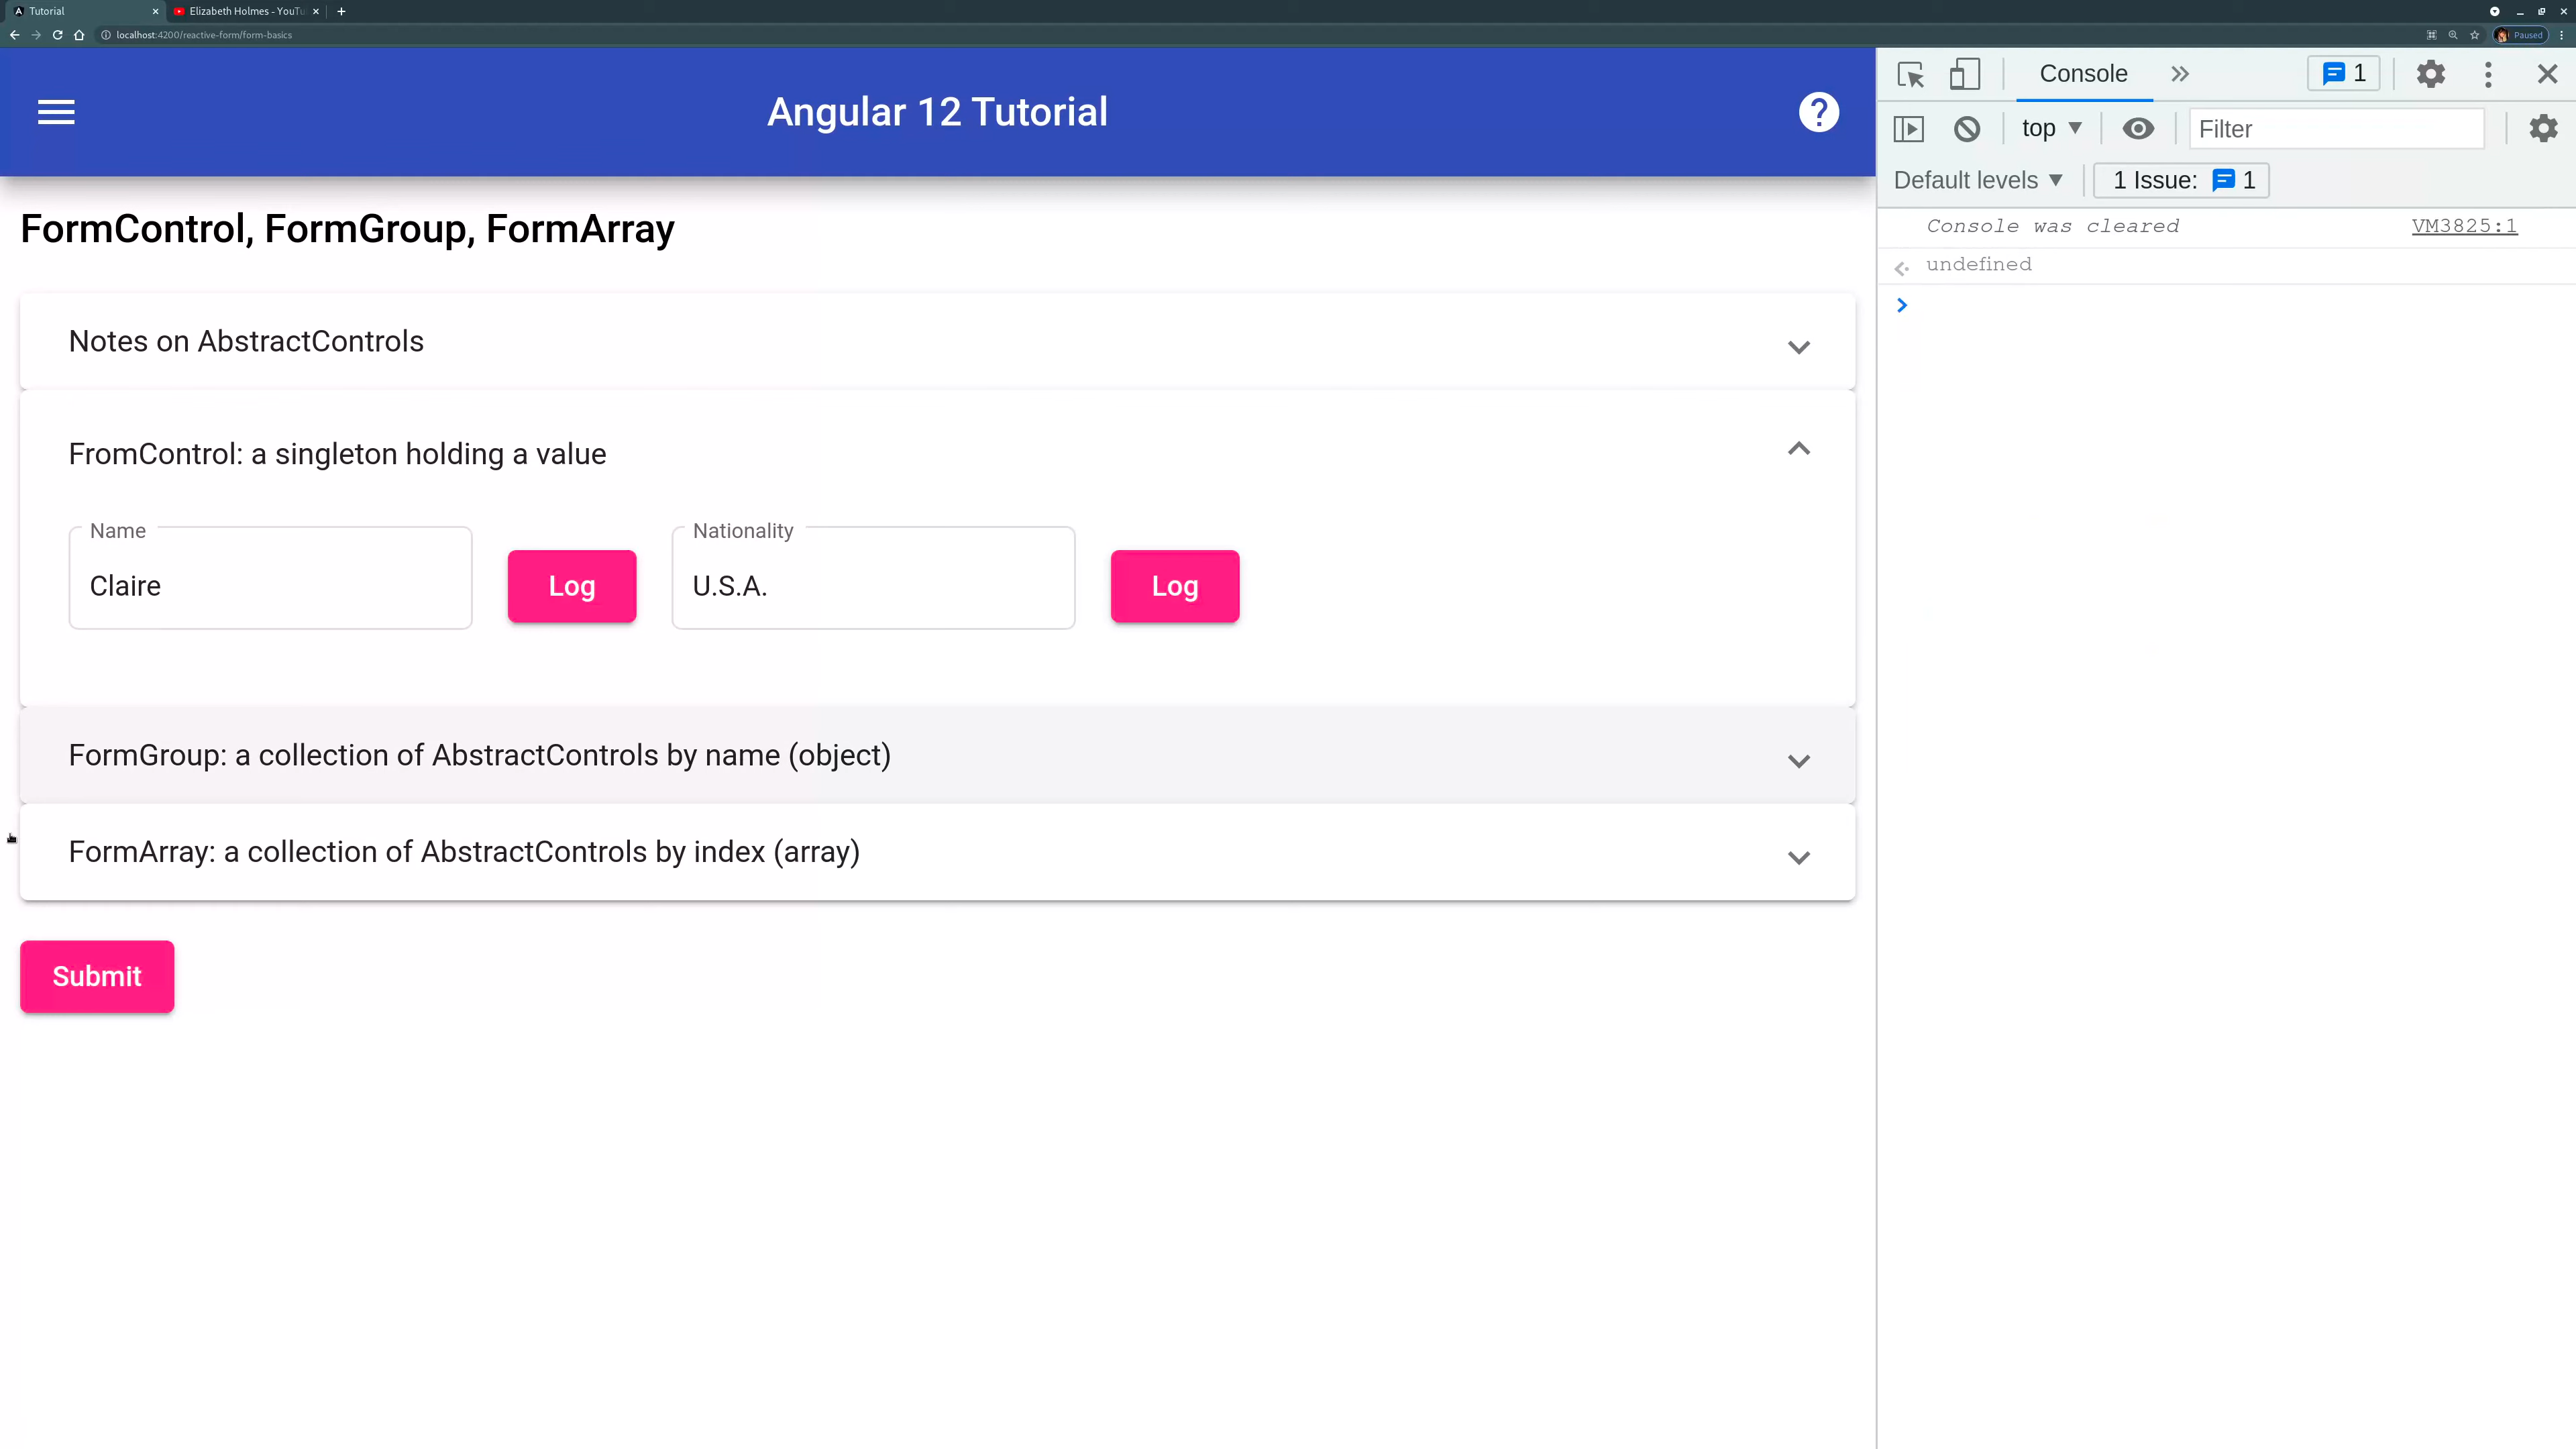 Tutorial
Elizabeth Holmes - YouTu
localhost:4200/reactive-form/form-basics
Paused
Angular 12 Tutorial
FormControl, FormGroup, FormArray
Notes on AbstractControls
FromControl: a singleton holding a value
Name
Claire
Log
Nationality
U.S.A.
Log
FormGroup: a collection of AbstractControls by name (object)
FormArray: a collection of AbstractControls by index (array)
Submit
Console
1
top
Filter
Default levels
1 Issue: 1
Console was cleared
VM3825:1
undefined